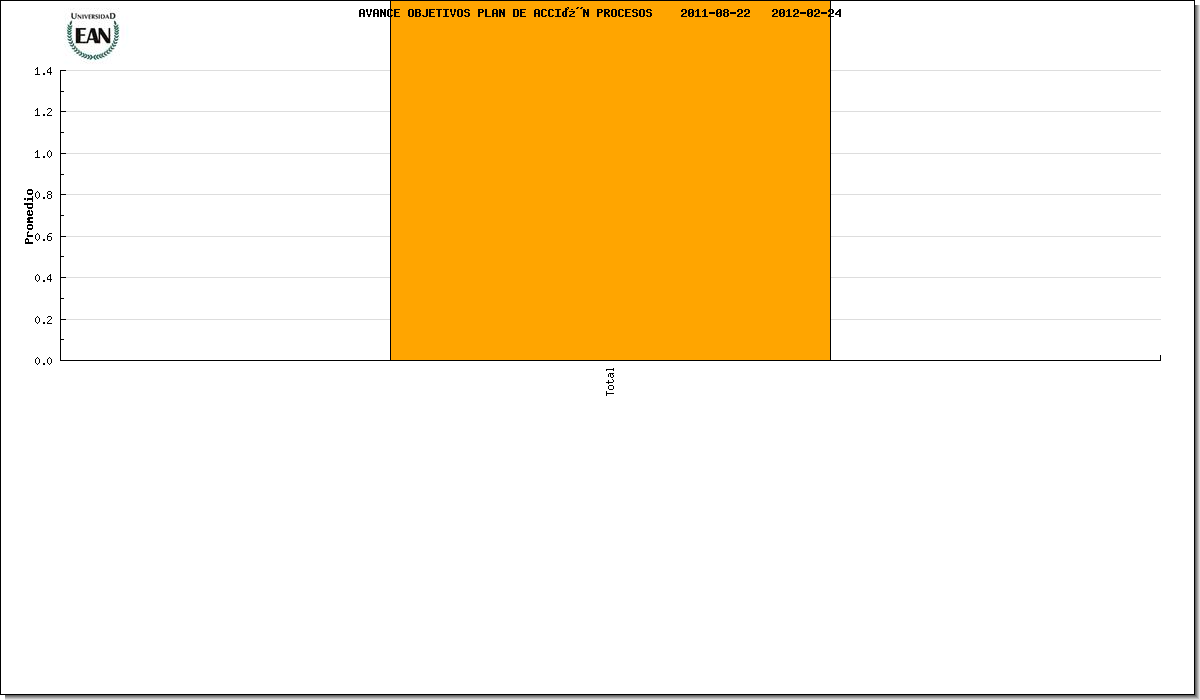 UNIVERSIDAD
EAN
AVANCE OBJETIVOS PLAN DE ACCIďż˝N PROCESOS 2011-08-22 2012-02-24
1.4
1.2
1.0
0.8
0.6
0.4
0.2
0.0
Promedio
Total